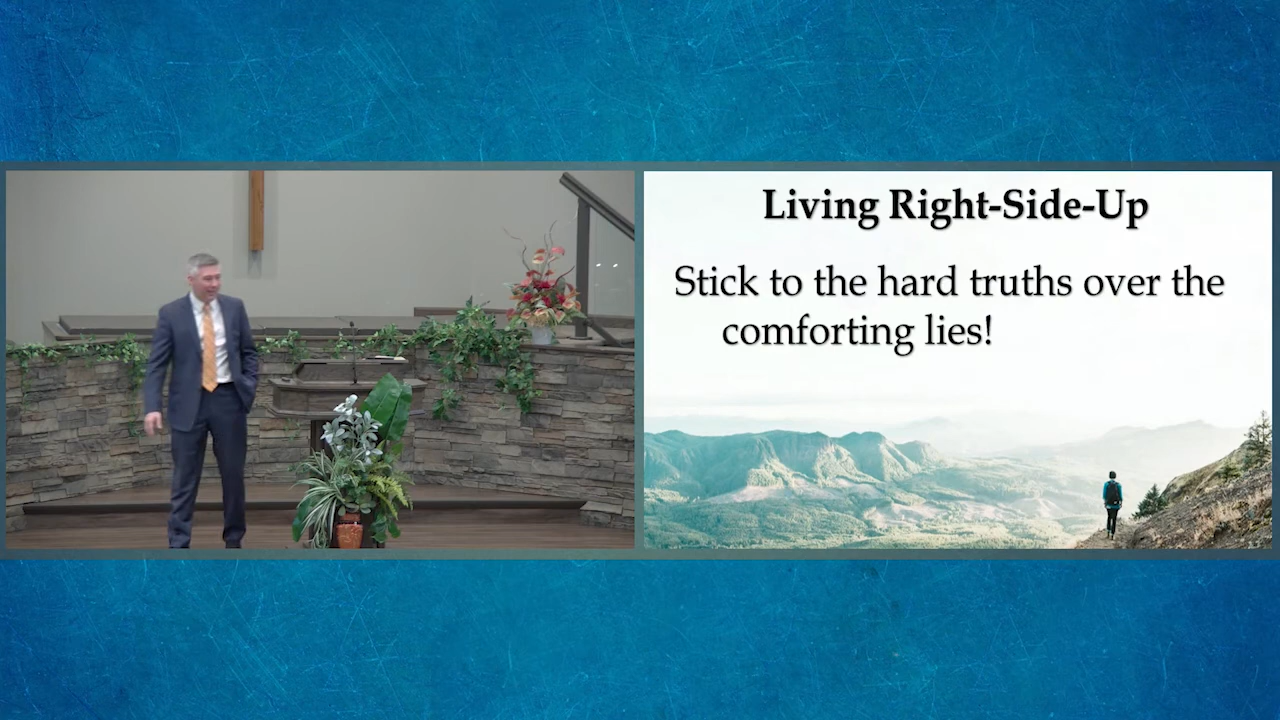 Living Right-Side-Up
Stick to the hard truths over the
comforting lies!